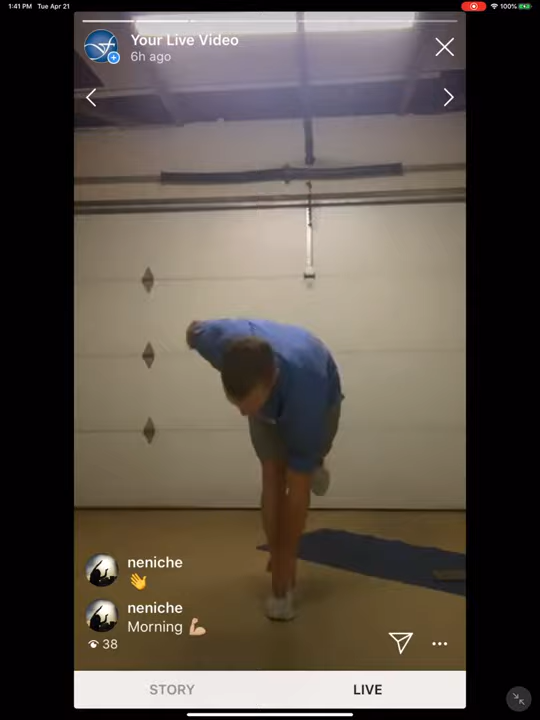 1:41 PM Tue Apr 21
100%
Your Live Video
6h ago
neniche
👋
neniche
Morning 💪🏻
38
STORY
LIVE